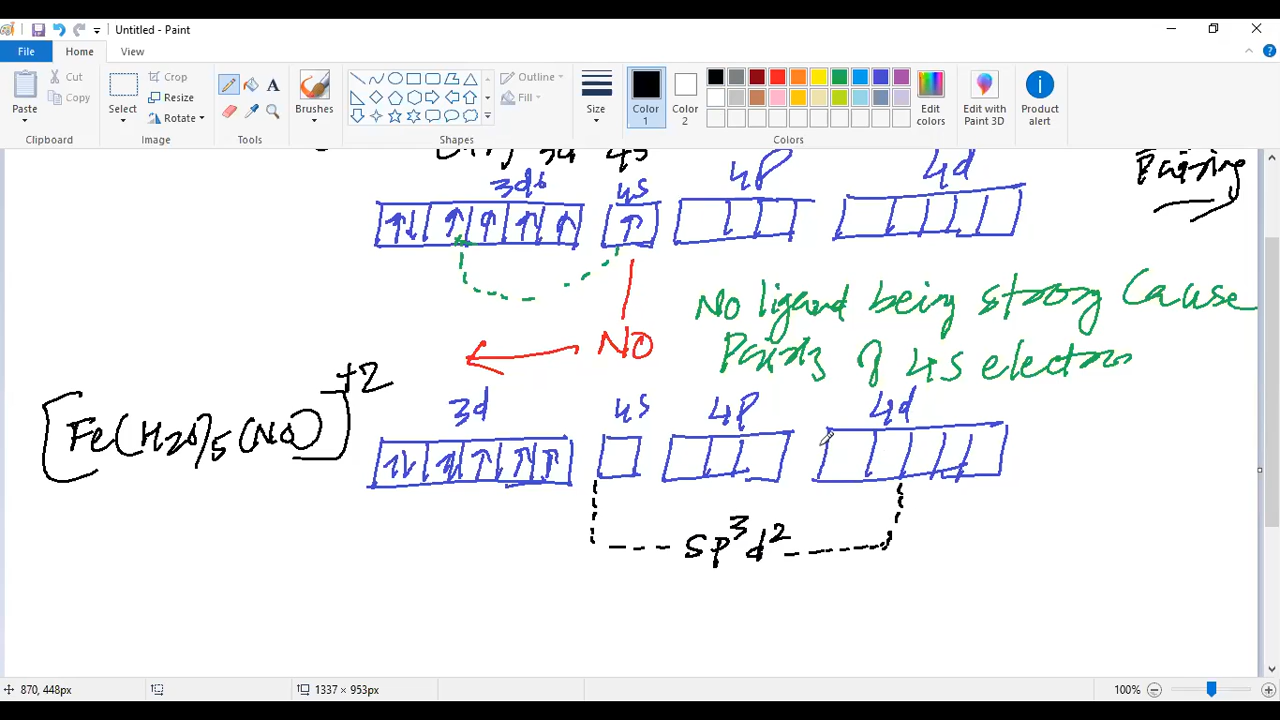 Untitled - Paint
File Home View
Paste
Cut
Copy
Clipboard
Select
Crop
Resize
Rotate
Image
Tools
Brushes
Shapes
Outline
Fill
Size
Color 1
Color 2
Colors
Edit colors
Edit with Paint 3D
Product alert
4s
Pairing
3d6 4s 4P 4d
No ligand being strong Cause
NO
Pairing of 4s electron
[Fe(H2O)5(NO)]+2
3d 4s 4P 4d
sp3d2
870, 448px
1337 × 953px
100%